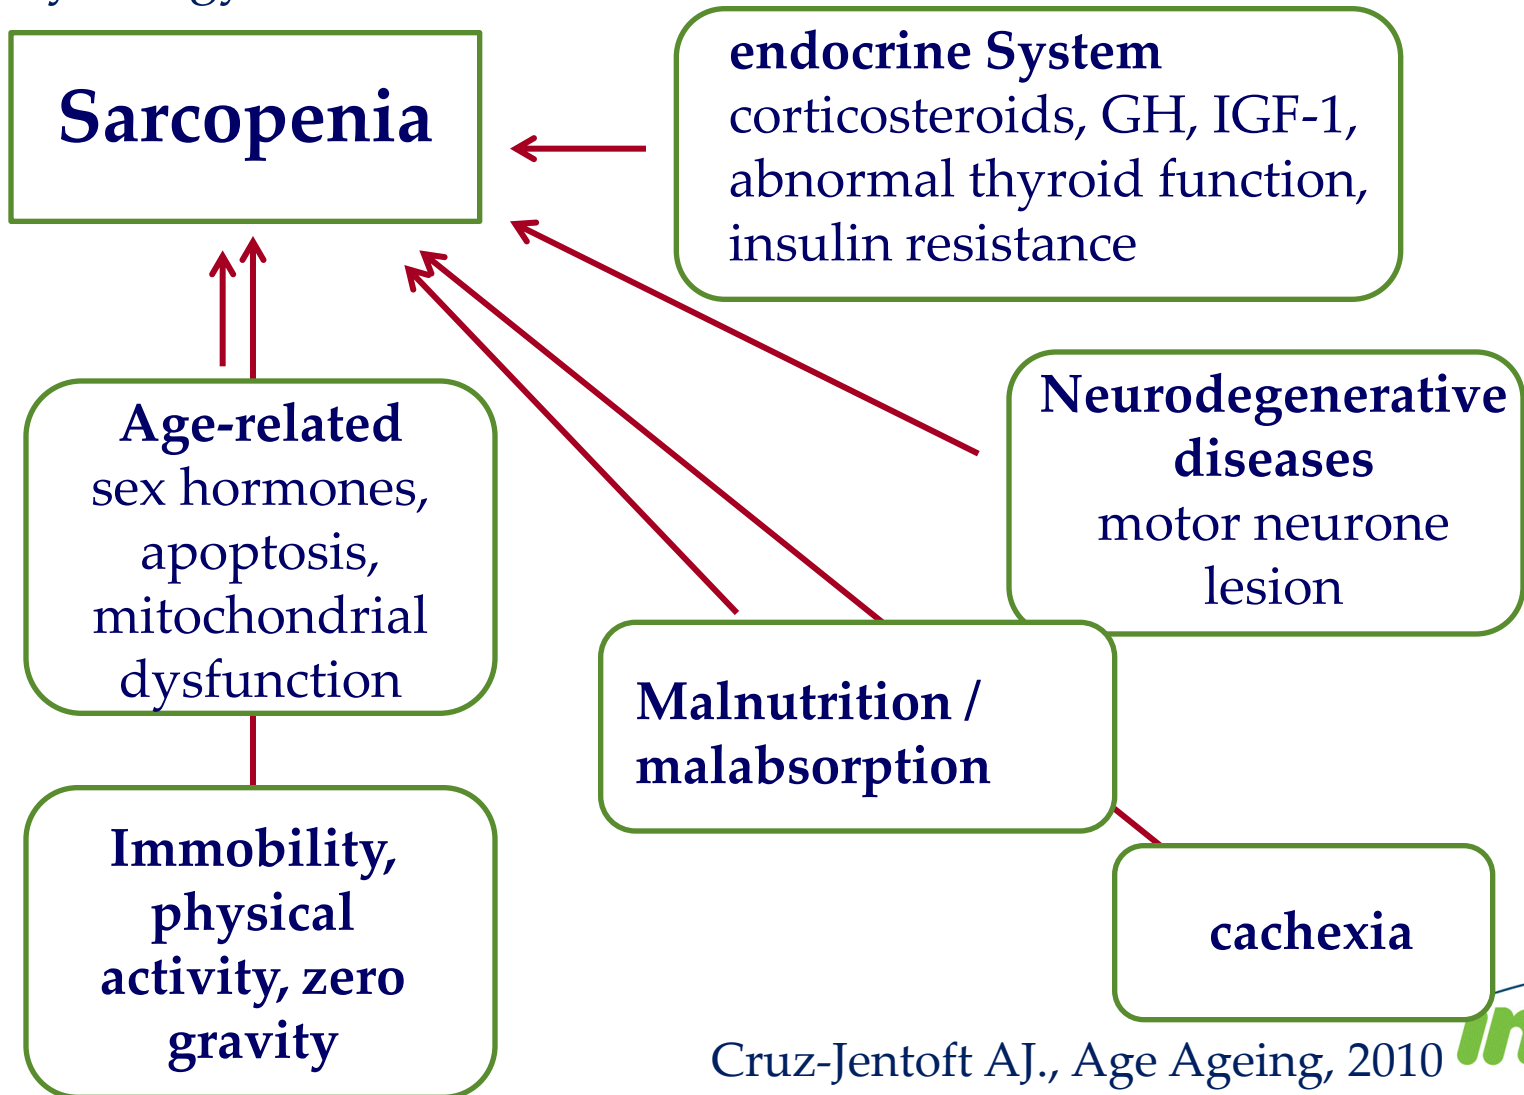 Sarcopenia
endocrine System
corticosteroids, GH, IGF-1,
abnormal thyroid function,
insulin resistance
Neurodegenerative
diseases
motor neurone
lesion
Age-related
sex hormones,
apoptosis,
mitochondrial
dysfunction
Malnutrition /
malabsorption
Immobility,
physical
activity, zero
gravity
cachexia
Cruz-Jentoft AJ., Age Ageing, 2010